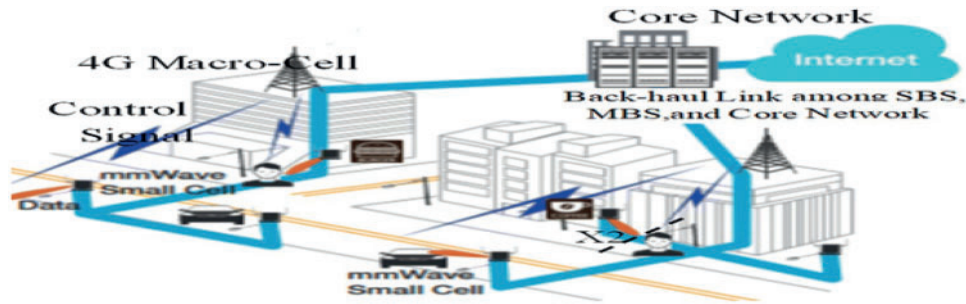 Core Network
4G Macro-Cell
Internet
Back-haul Link among SBS,
MBS,and Core Network
Control
Signal
mmWave
Small Cell
Data
X2
mmWave
Small Cell